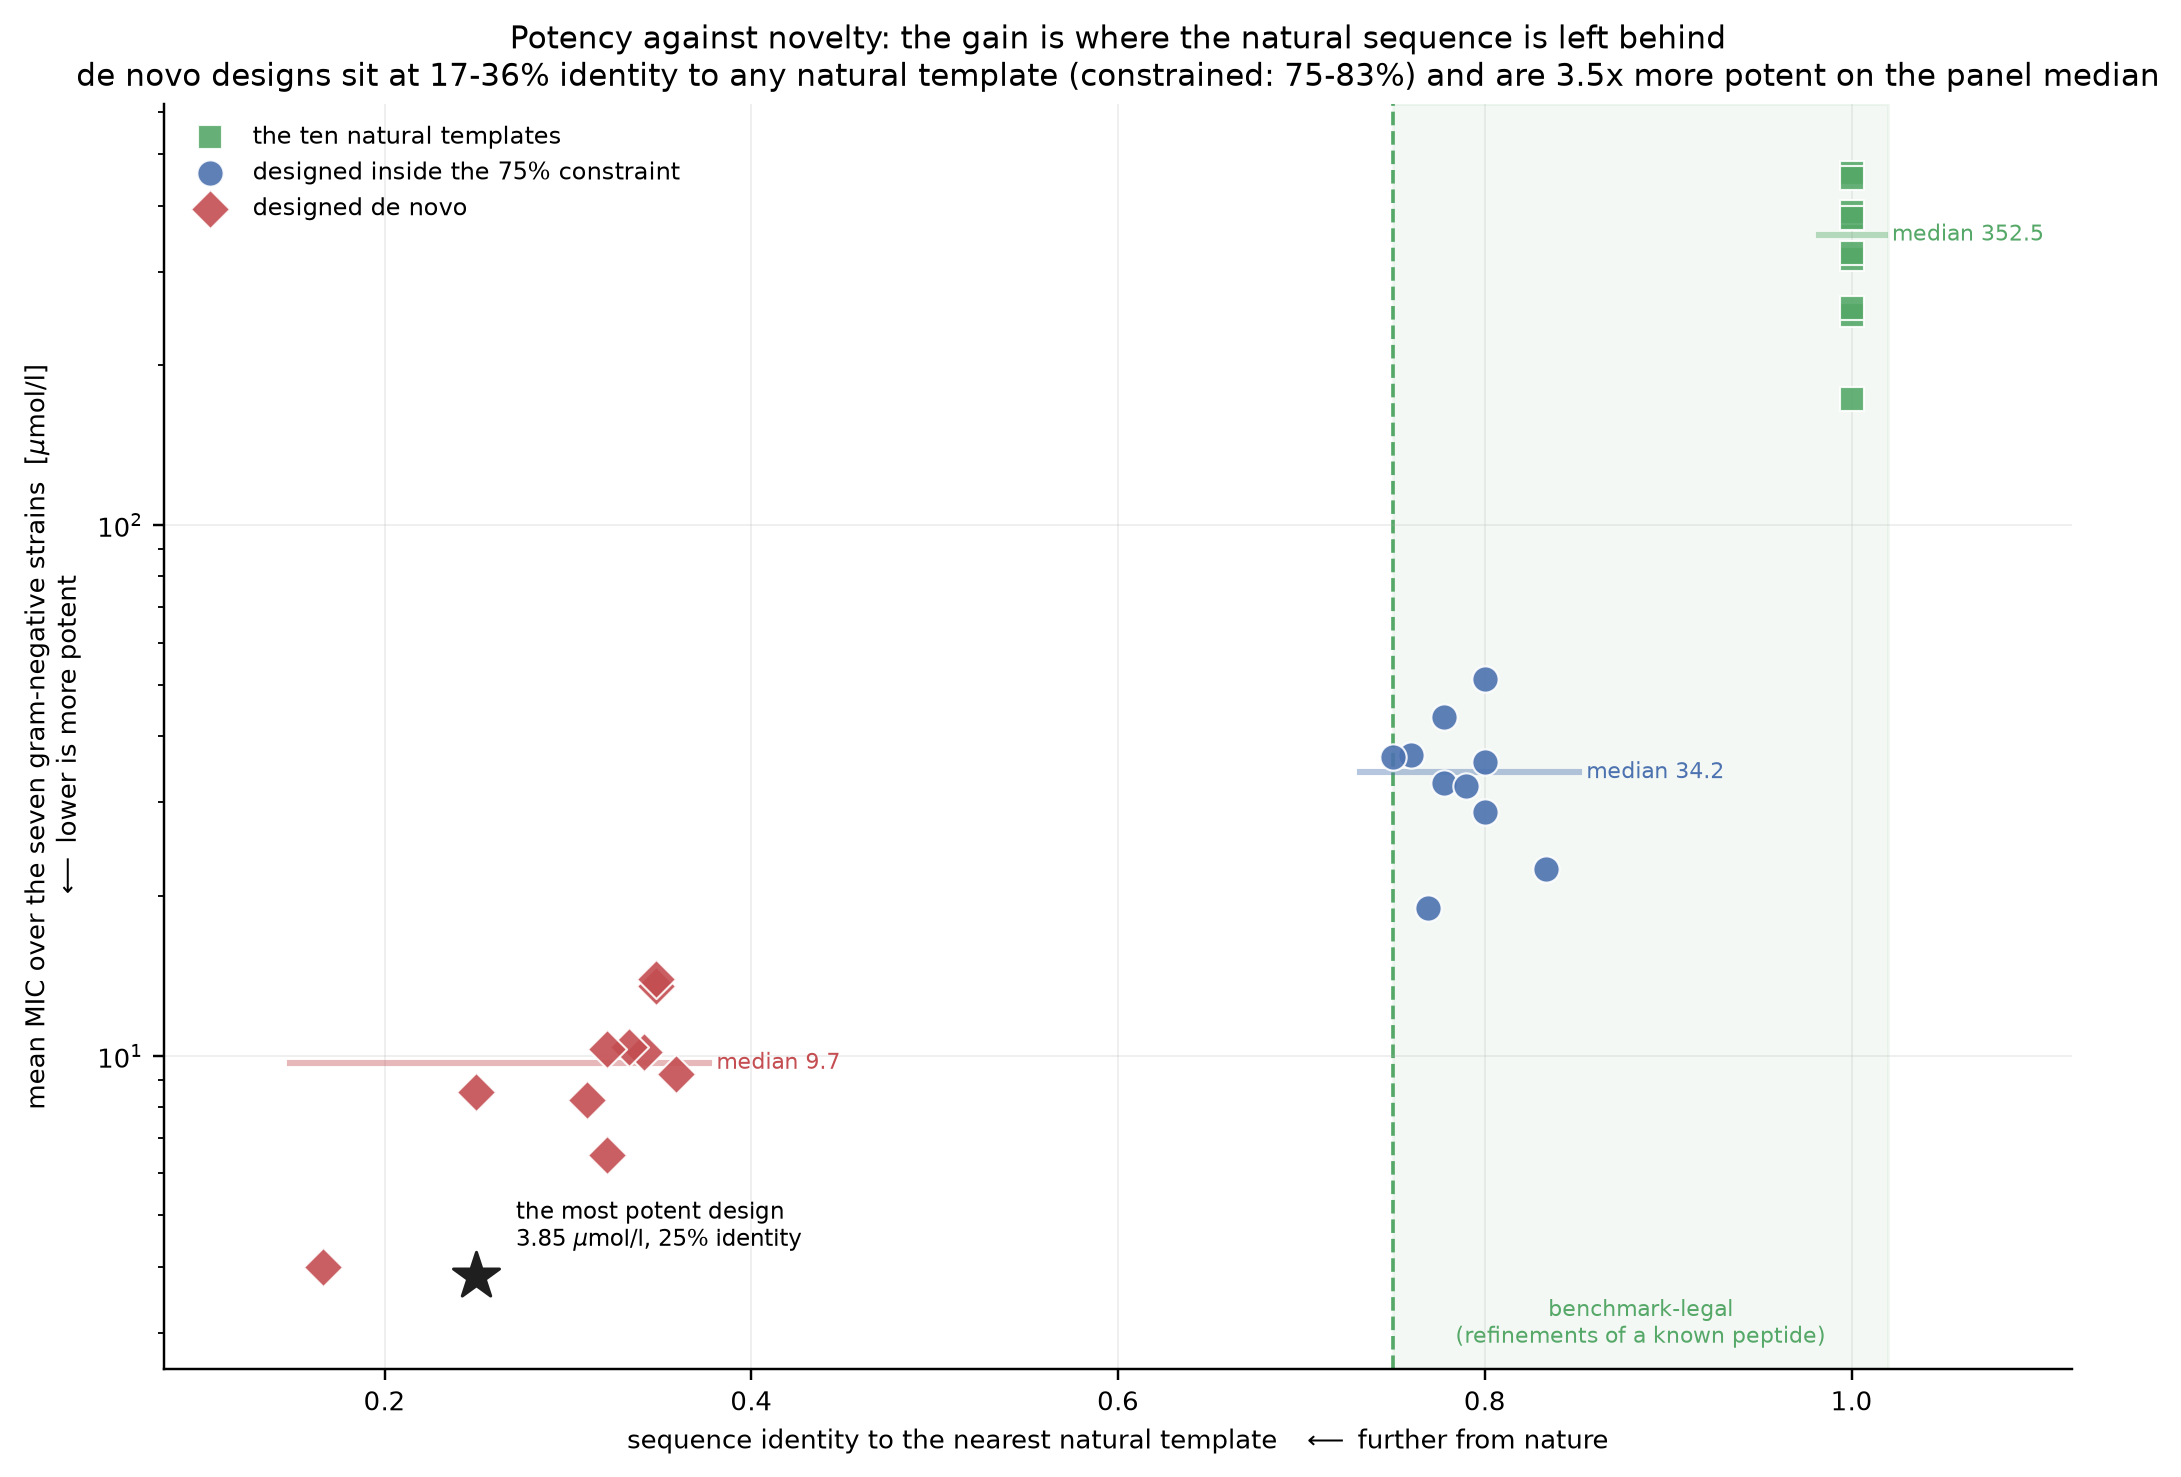 Potency against novelty: the gain is where the natural sequence is left behind
de novo designs sit at 17-36% identity to any natural template (constrained: 75-83%) and are 3.5x more potent on the panel median
the ten natural templates
designed inside the 75% constraint
designed de novo
median 352.5
median 34.2
median 9.7
the most potent design
3.85 μmol/l, 25% identity
benchmark-legal
(refinements of a known peptide)
mean MIC over the seven gram-negative strains [μmol/l]
⟵ lower is more potent
10²
10¹
0.2
0.4
0.6
0.8
1.0
sequence identity to the nearest natural template ⟵ further from nature